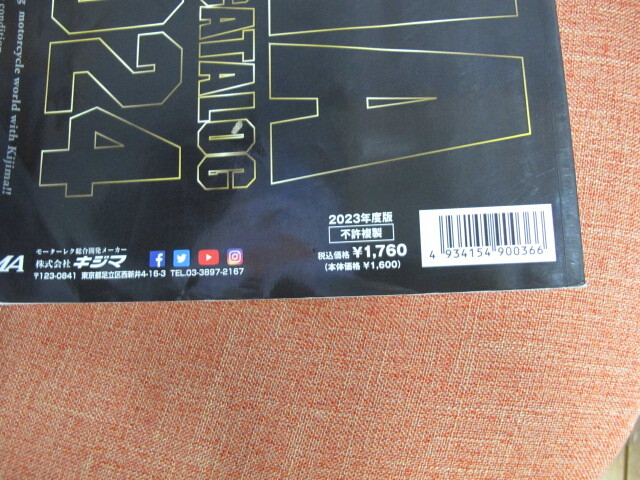 motorcycle world with Kijima!!
024
CATALOG
A
2023年度版
不許複製
税込価格 ¥1,760
(本体価格 ¥1,600)
4 934154 900366
モーターレク総合開発メーカー
MA 株式会社 キジマ
〒123-0841 東京都足立区西新井4-16-3 TEL.03-3897-2167